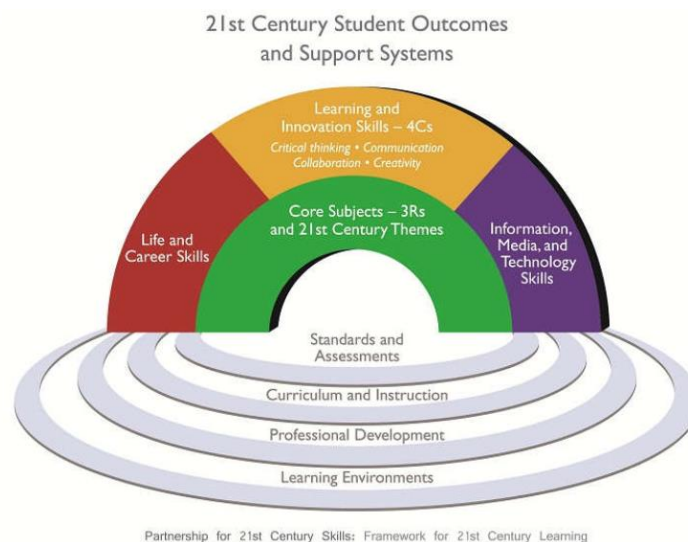 21st Century Student Outcomes
and Support Systems
Learning and
Innovation Skills – 4Cs
Critical thinking • Communication
Collaboration • Creativity
Core Subjects – 3Rs
and 21st Century Themes
Life and
Career Skills
Information,
Media, and
Technology
Skills
Standards and
Assessments
Curriculum and Instruction
Professional Development
Learning Environments
Partnership for 21st Century Skills: Framework for 21st Century Learning